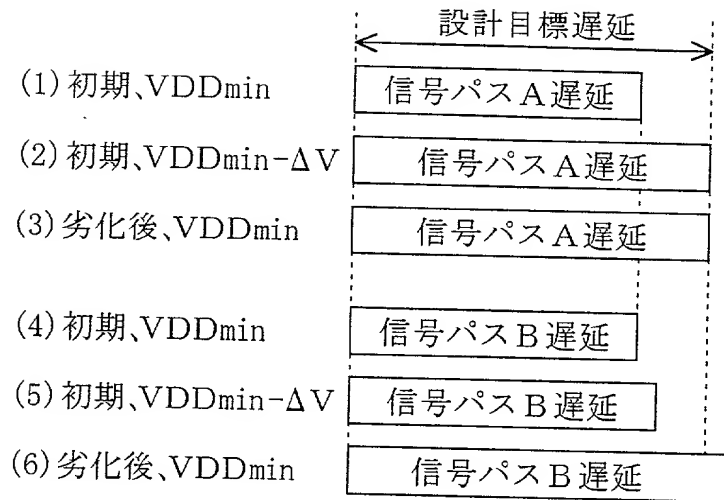 設計目標遅延
(1)初期、VDDmin
信号パスA遅延
(2)初期、VDDmin-ΔV
信号パスA遅延
(3)劣化後、VDDmin
信号パスA遅延
(4)初期、VDDmin
信号パスB遅延
(5)初期、VDDmin-ΔV
信号パスB遅延
(6)劣化後、VDDmin
信号パスB遅延